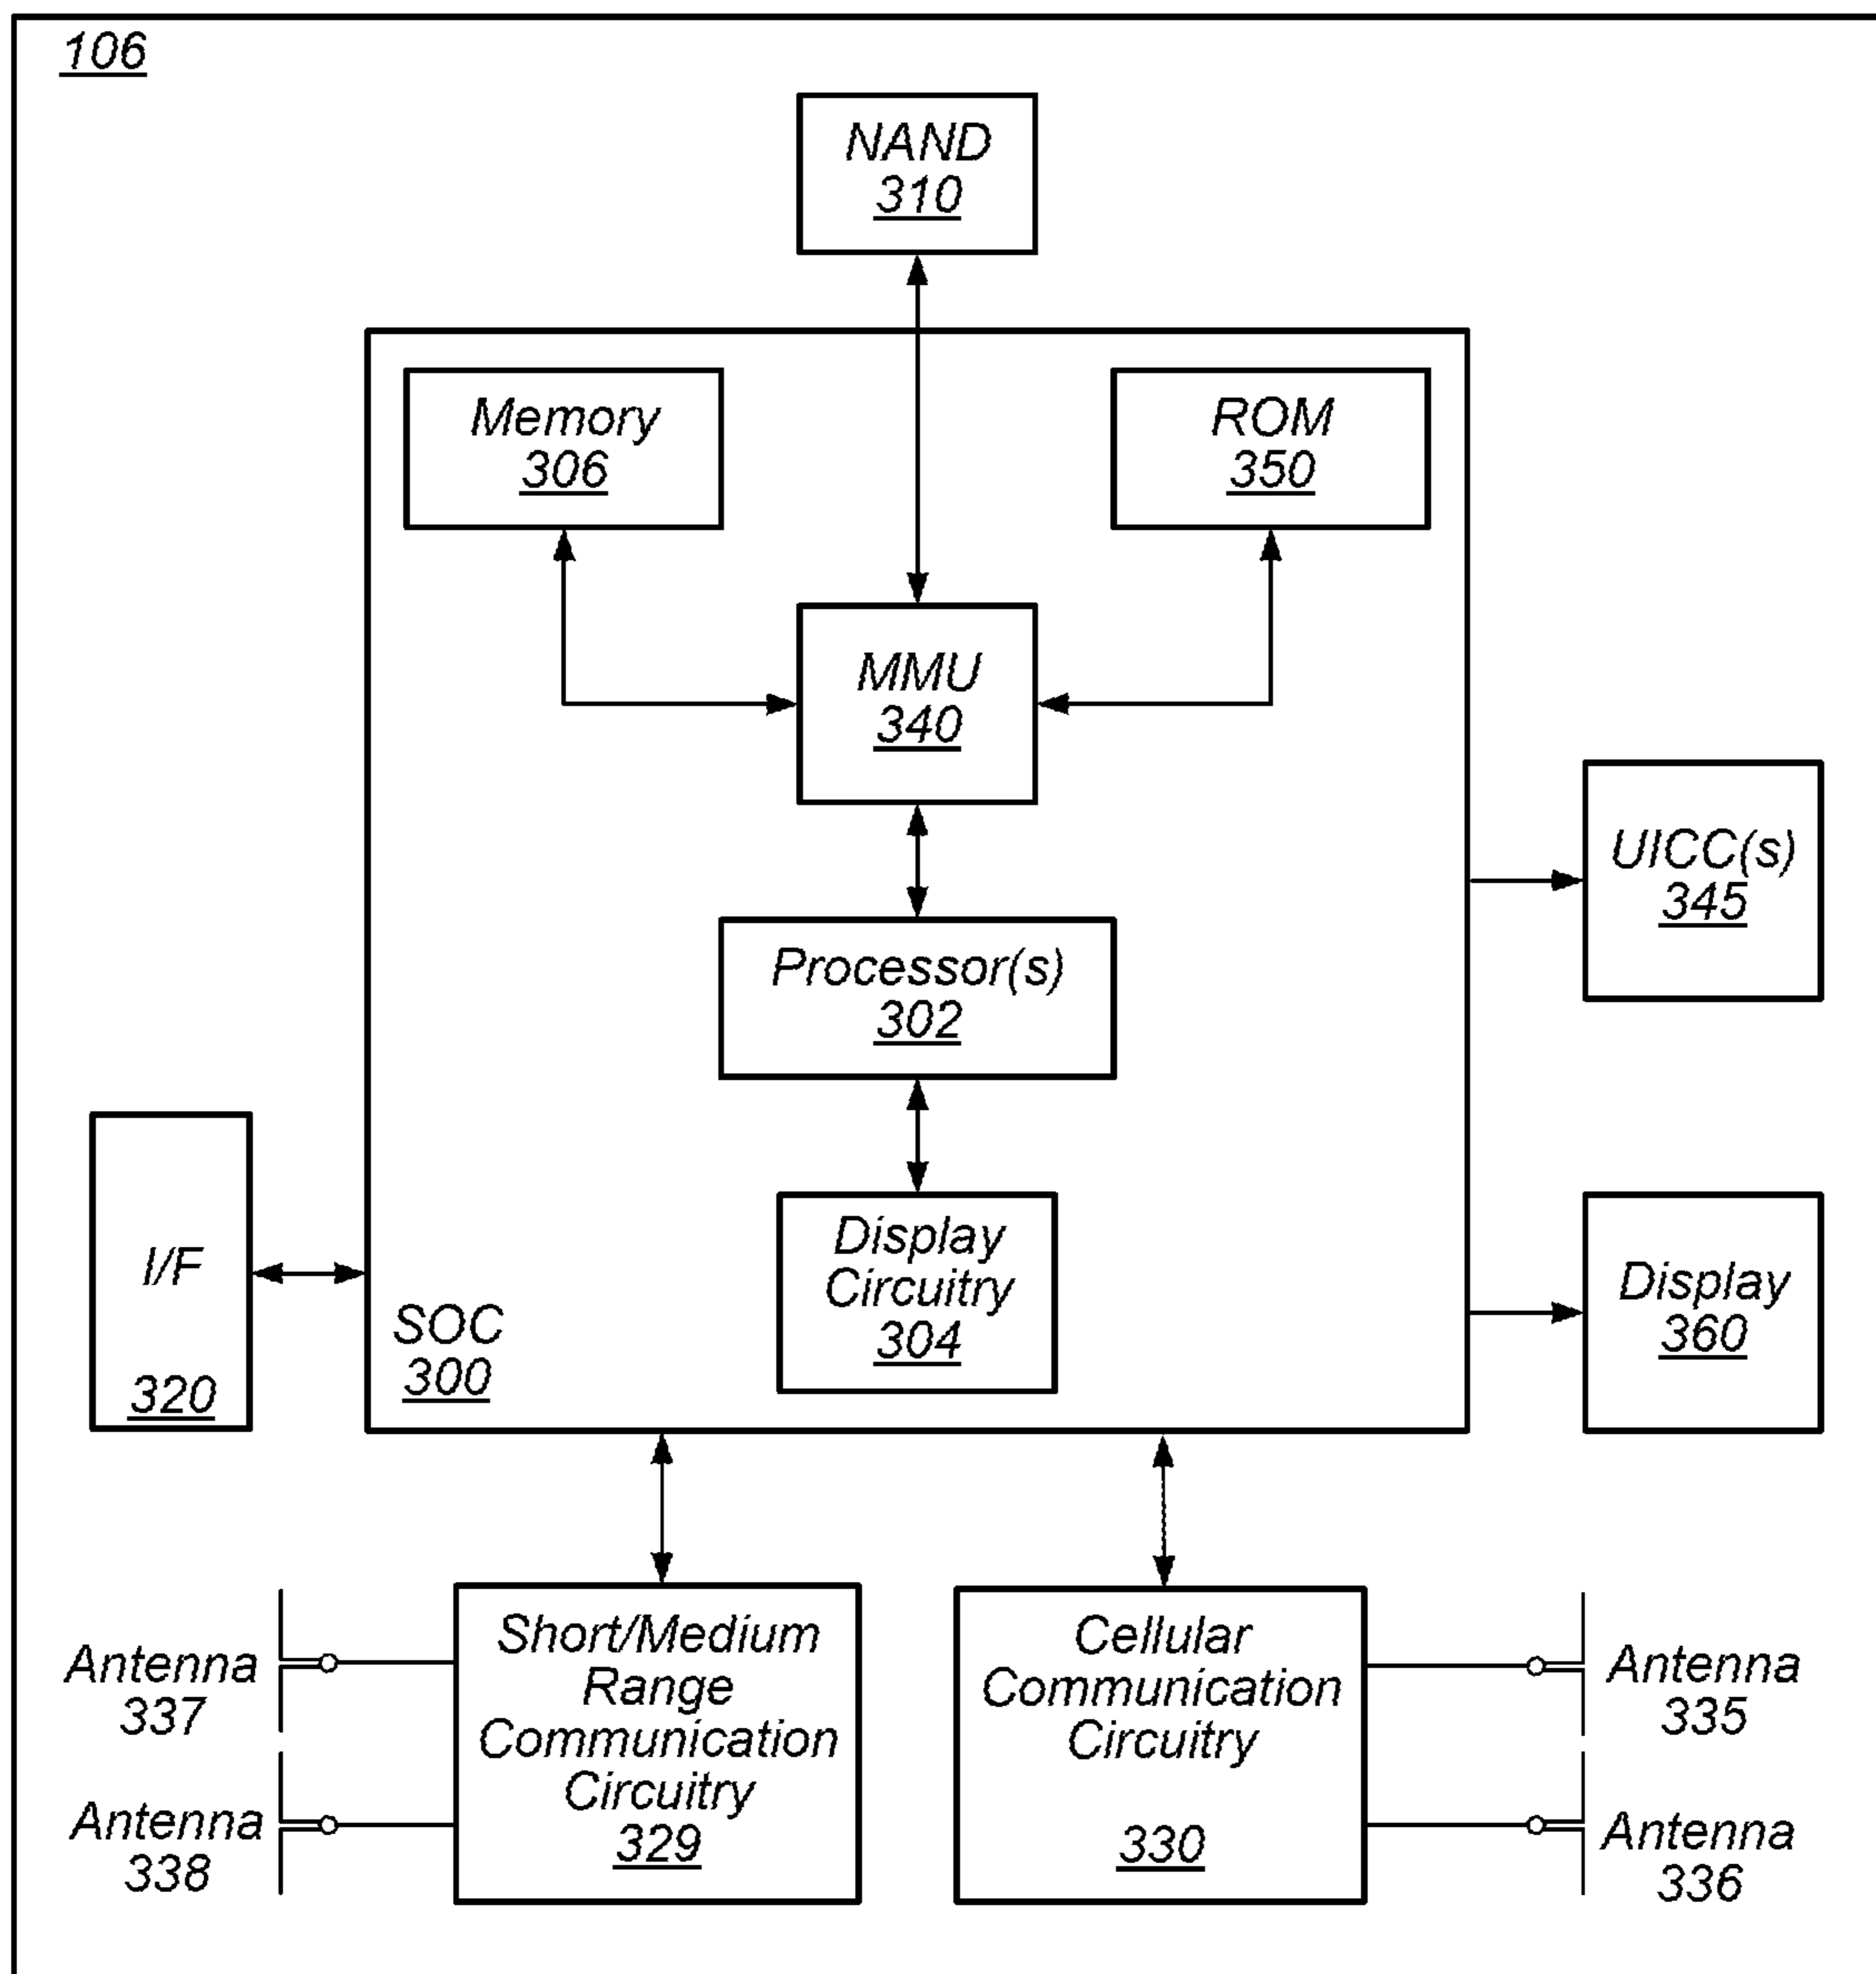 106
NAND
310
Memory
306
ROM
350
MMU
340
UICC(s)
345
Processor(s)
302
I/F
320
Display
Circuitry
304
SOC
300
Display
360
Short/Medium
Range
Communication
Circuitry
329
Cellular
Communication
Circuitry
330
Antenna
337
Antenna
338
Antenna
335
Antenna
336